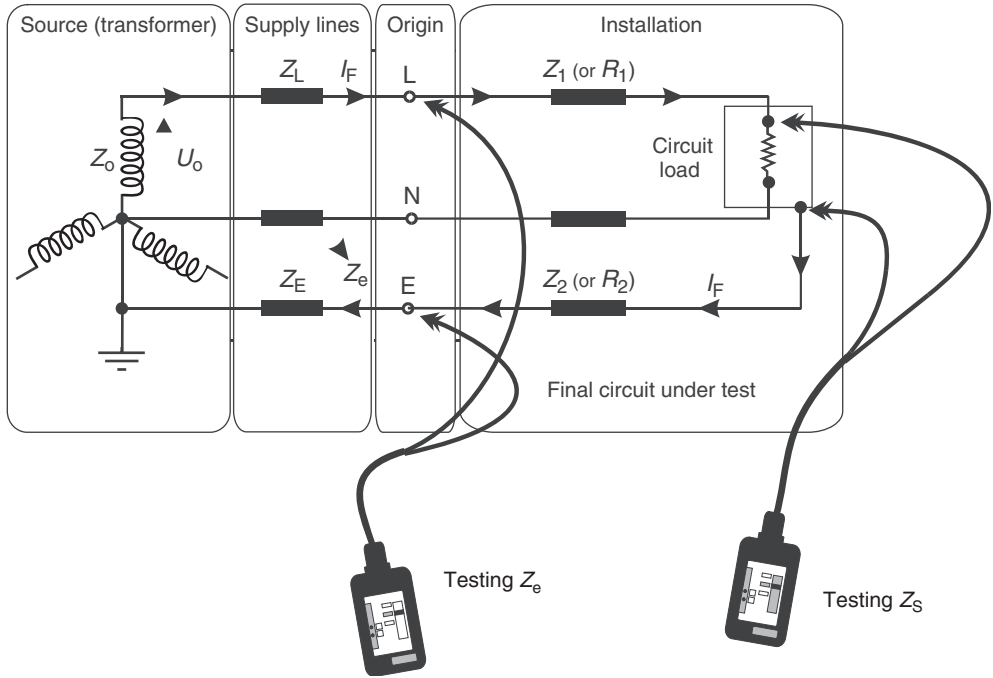 Source (transformer)
Supply lines
Origin
Installation
Z_L
I_F
L
Z_1 (or R_1)
Z_o
U_o
Circuit
load
N
Z_e
Z_E
E
Z_2 (or R_2)
I_F
Final circuit under test
Testing Z_e
Testing Z_S